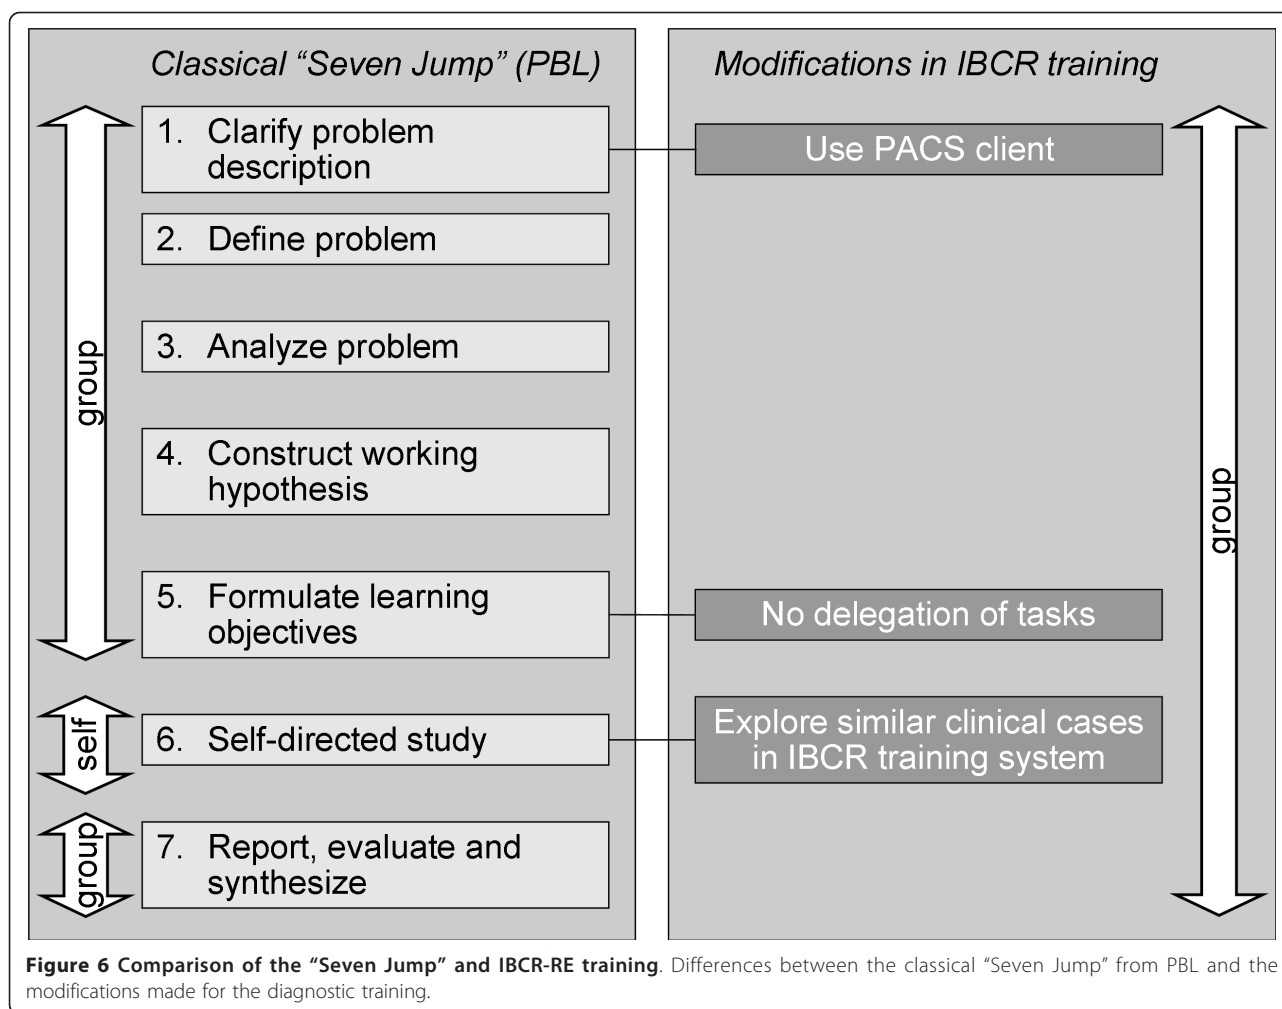 Classical “Seven Jump” (PBL)
1. Clarify problem
description
2. Define problem
3. Analyze problem
4. Construct working
hypothesis
5. Formulate learning
objectives
6. Self-directed study
7. Report, evaluate and
synthesize
group
self
group
Modifications in IBCR training
Use PACS client
No delegation of tasks
Explore similar clinical cases
in IBCR training system
group
Figure 6 Comparison of the “Seven Jump” and IBCR-RE training. Differences between the classical “Seven Jump” from PBL and the
modifications made for the diagnostic training.